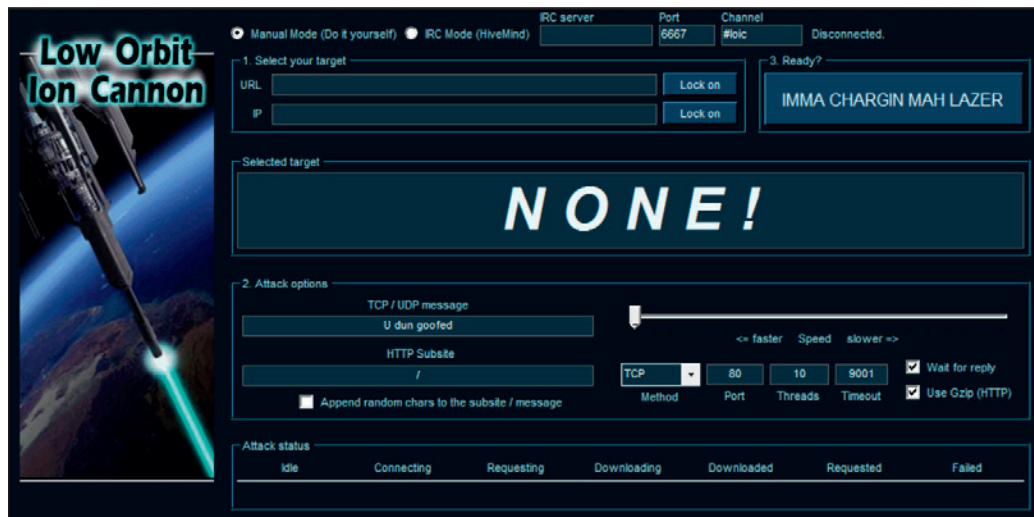 Low Orbit
Ion Cannon
IRC server Port Channel
Manual Mode (Do it yourself) IRC Mode (HiveMind) 6667 #loic Disconnected.
1. Select your target
URL Lock on
IP Lock on
3. Ready?
IMMA CHARGIN MAH LAZER
Selected target
NONE!
2. Attack options
TCP / UDP message
U dun goofed
HTTP Subsite
/
Append random chars to the subsite / message
<= faster Speed slower =>
TCP 80 10 9001 Wait for reply
Method Port Threads Timeout Use Gzip (HTTP)
Attack status
Idle Connecting Requesting Downloading Downloaded Requested Failed